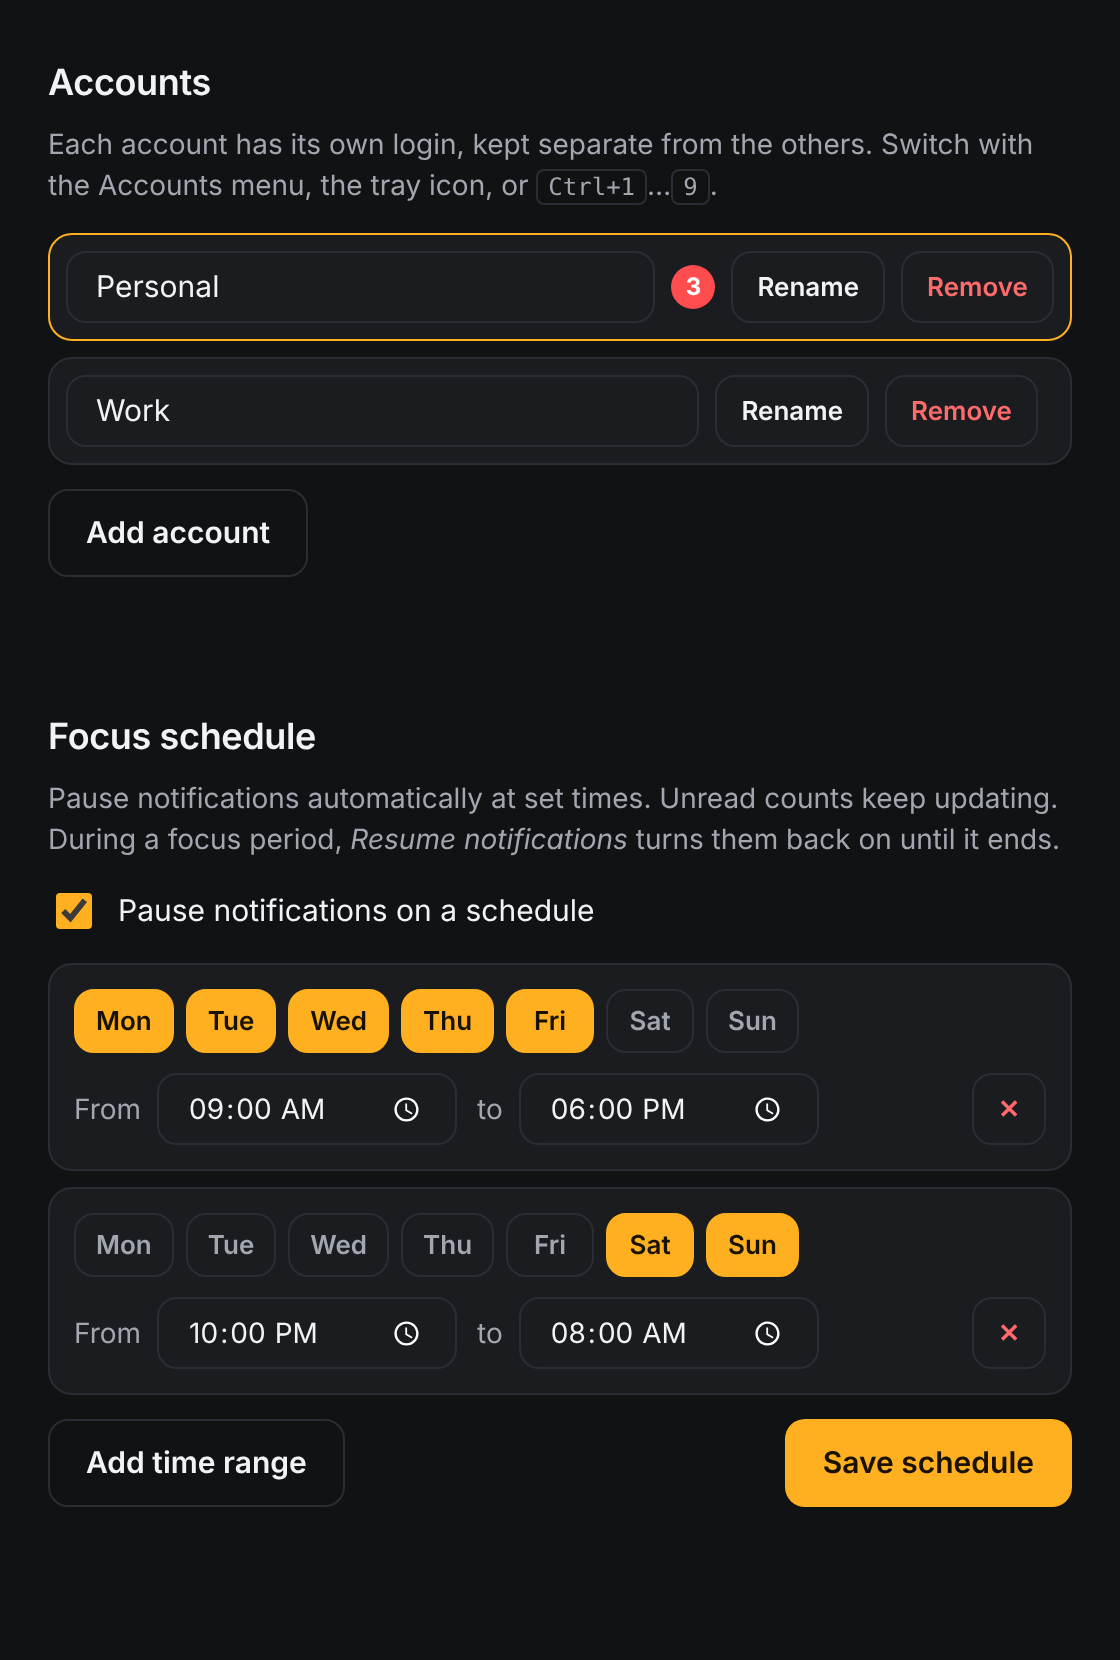 Accounts
Each account has its own login, kept separate from the others. Switch with
the Accounts menu, the tray icon, or Ctrl+1...9.
Personal 3 Rename Remove
Work Rename Remove
Add account
Focus schedule
Pause notifications automatically at set times. Unread counts keep updating.
During a focus period, Resume notifications turns them back on until it ends.
Pause notifications on a schedule
Mon Tue Wed Thu Fri Sat Sun
From 09:00 AM to 06:00 PM ✕
Mon Tue Wed Thu Fri Sat Sun
From 10:00 PM to 08:00 AM ✕
Add time range Save schedule